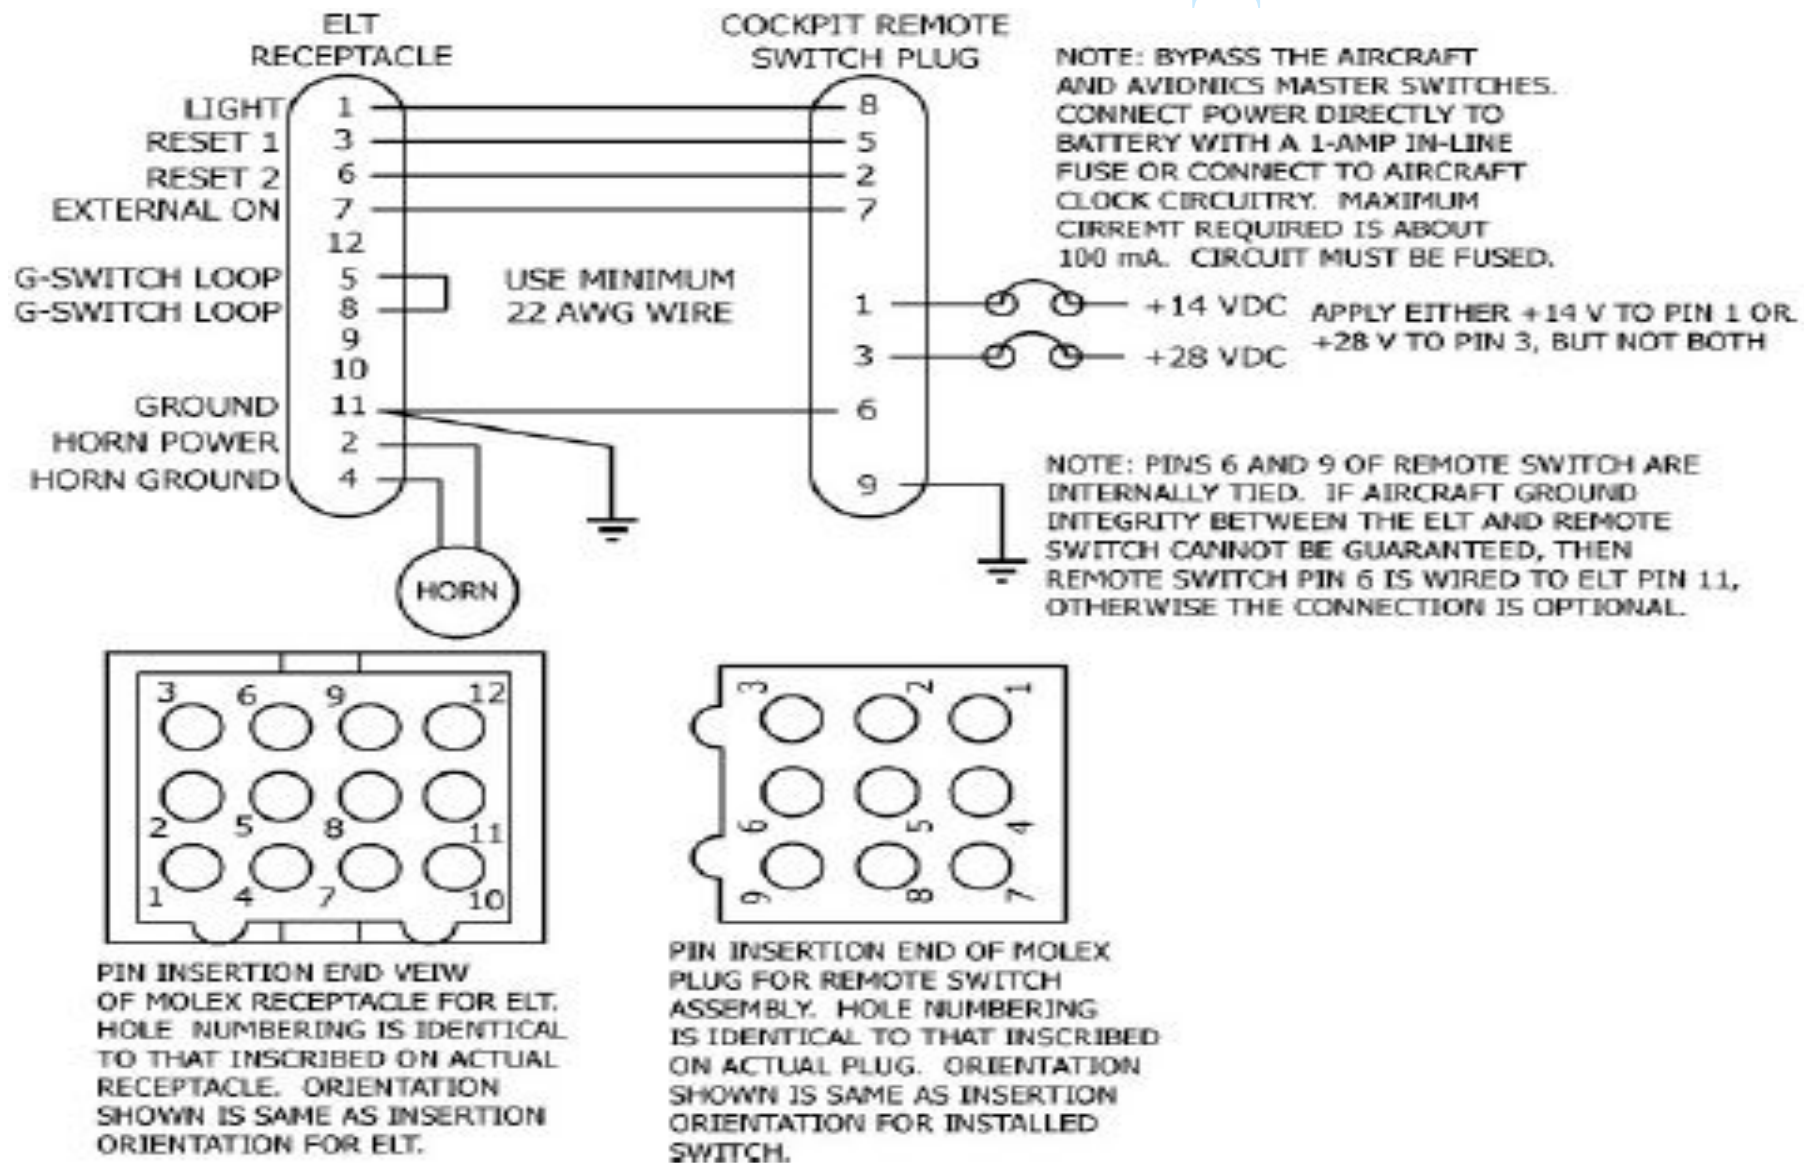 ELT
RECEPTACLE
COCKPIT REMOTE
SWITCH PLUG
LIGHT 1 8
RESET 1 3 5
RESET 2 6 2
EXTERNAL ON 7 7
12
G-SWITCH LOOP 5
G-SWITCH LOOP 8
9
10
GROUND 11 6
HORN POWER 2
HORN GROUND 4 9
USE MINIMUM
22 AWG WIRE
HORN
NOTE: BYPASS THE AIRCRAFT
AND AVIONICS MASTER SWITCHES.
CONNECT POWER DIRECTLY TO
BATTERY WITH A 1-AMP IN-LINE
FUSE OR CONNECT TO AIRCRAFT
CLOCK CIRCUITRY. MAXIMUM
CIRREMT REQUIRED IS ABOUT
100 mA. CIRCUIT MUST BE FUSED.
1 +14 VDC
3 +28 VDC
APPLY EITHER +14 V TO PIN 1 OR
+28 V TO PIN 3, BUT NOT BOTH
NOTE: PINS 6 AND 9 OF REMOTE SWITCH ARE
INTERNALLY TIED. IF AIRCRAFT GROUND
INTEGRITY BETWEEN THE ELT AND REMOTE
SWITCH CANNOT BE GUARANTEED, THEN
REMOTE SWITCH PIN 6 IS WIRED TO ELT PIN 11,
OTHERWISE THE CONNECTION IS OPTIONAL.
3 6 9 12
2 5 8 11
1 4 7 10
PIN INSERTION END VEIW
OF MOLEX RECEPTACLE FOR ELT.
HOLE NUMBERING IS IDENTICAL
TO THAT INSCRIBED ON ACTUAL
RECEPTACLE. ORIENTATION
SHOWN IS SAME AS INSERTION
ORIENTATION FOR ELT.
3 2 1
6 5 4
9 8 7
PIN INSERTION END OF MOLEX
PLUG FOR REMOTE SWITCH
ASSEMBLY. HOLE NUMBERING
IS IDENTICAL TO THAT INSCRIBED
ON ACTUAL PLUG. ORIENTATION
SHOWN IS SAME AS INSERTION
ORIENTATION FOR INSTALLED
SWITCH.